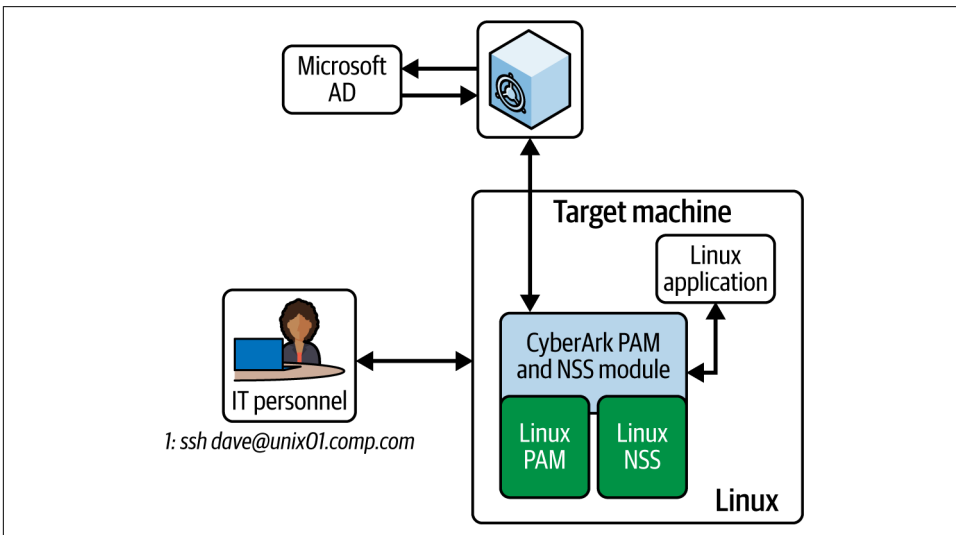 Microsoft
AD
Target machine
Linux
application
CyberArk PAM
and NSS module
IT personnel
1: ssh dave@unix01.comp.com
Linux
PAM
Linux
NSS
Linux